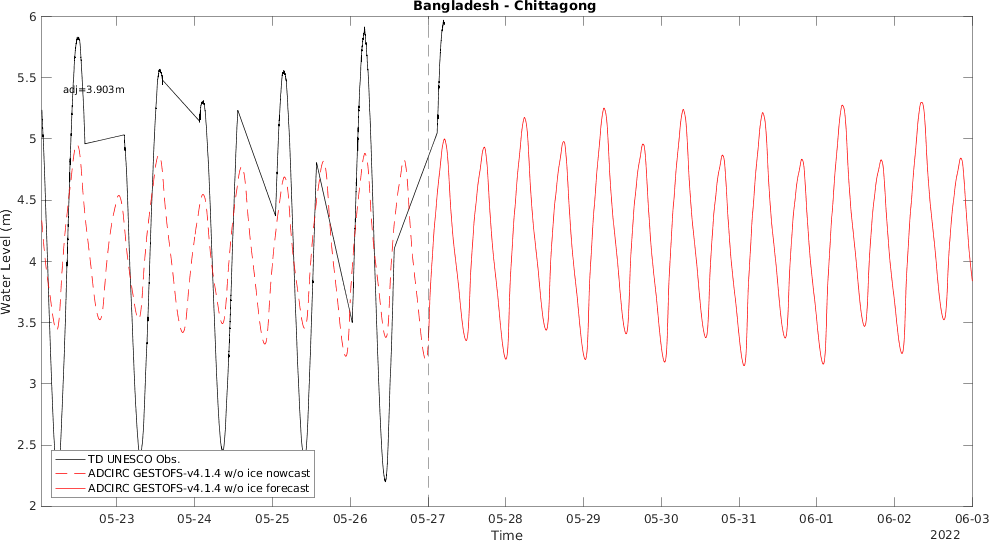 Bangladesh - Chittagong
6
5.5
5
4.5
4
3.5
3
2.5
2
Water Level (m)
adj=3.903m
TD UNESCO Obs.
ADCIRC GESTOFS-v4.1.4 w/o ice nowcast
ADCIRC GESTOFS-v4.1.4 w/o ice forecast
05-23 05-24 05-25 05-26 05-27 05-28 05-29 05-30 05-31 06-01 06-02 06-03
Time
2022